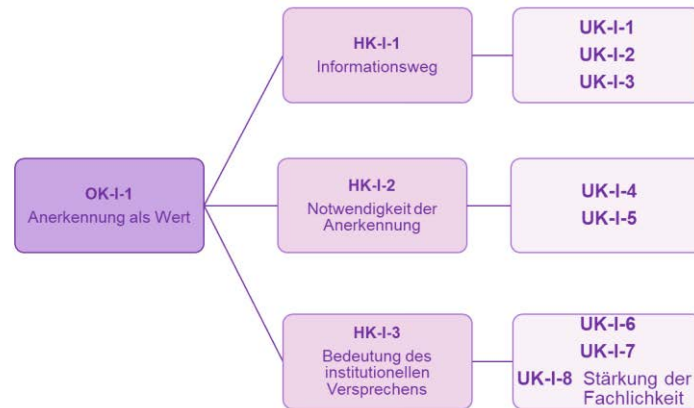 HK-I-1
Informationsweg
UK-I-1
UK-I-2
UK-I-3
OK-I-1
Anerkennung als Wert
HK-I-2
Notwendigkeit der
Anerkennung
UK-I-4
UK-I-5
HK-I-3
Bedeutung des
institutionellen
Versprechens
UK-I-6
UK-I-7
UK-I-8 Stärkung der
Fachlichkeit